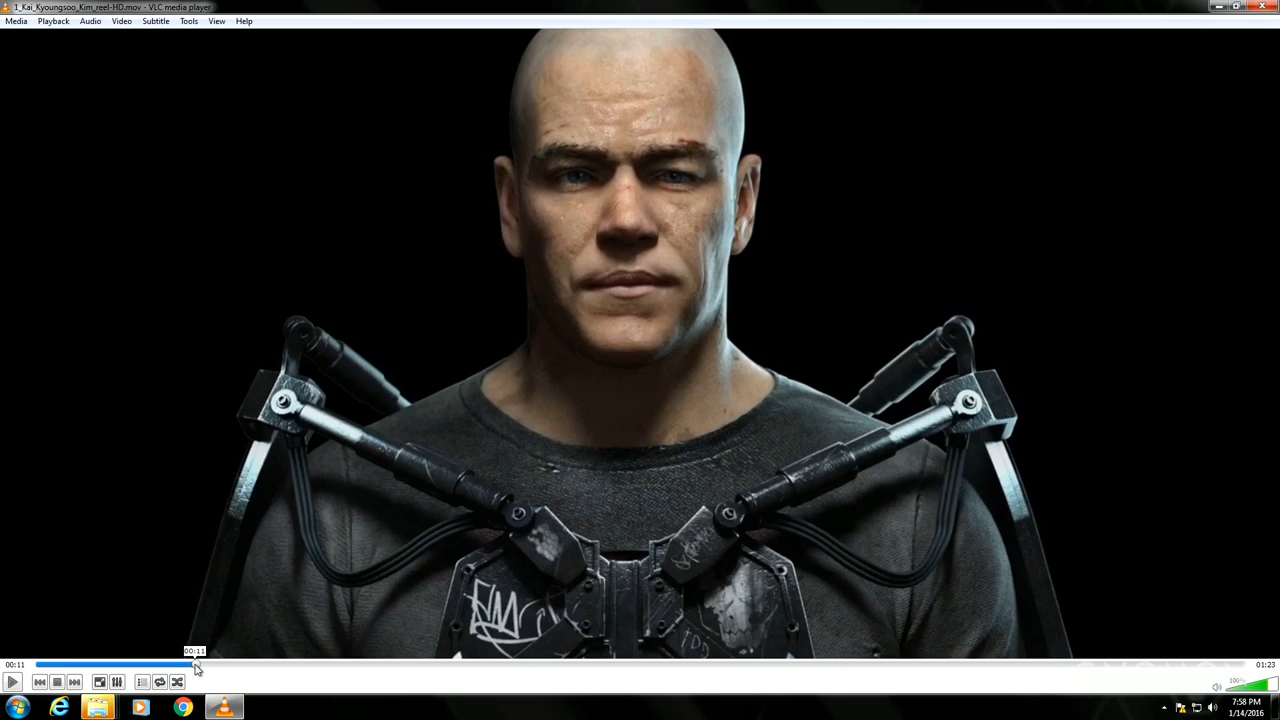 1_Kai_Kyoungsoo_Kim_reel-HD.mov - VLC media player
Media Playback Audio Video Subtitle Tools View Help
00:11
00:11
01:23
100%
7:58 PM
1/14/2016